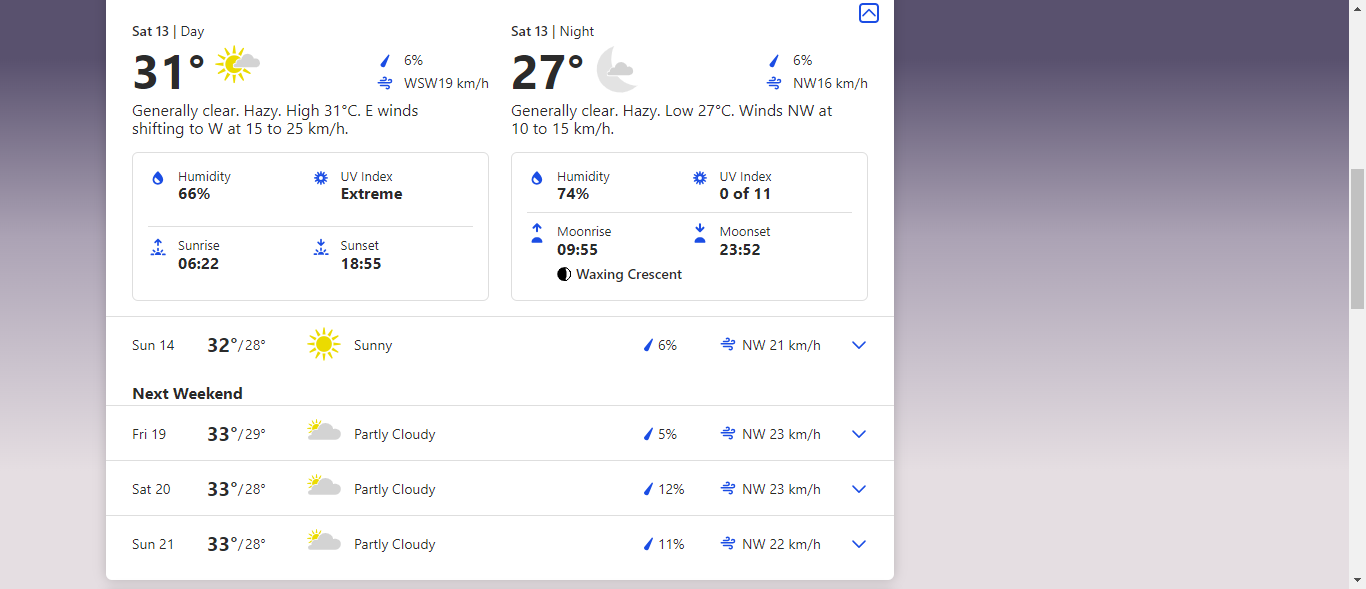 Sat 13 | Day
31°
6%
WSW19 km/h
Generally clear. Hazy. High 31°C. E winds
shifting to W at 15 to 25 km/h.
Humidity
66%
UV Index
Extreme
Sunrise
06:22
Sunset
18:55
Sat 13 | Night
27°
6%
NW16 km/h
Generally clear. Hazy. Low 27°C. Winds NW at
10 to 15 km/h.
Humidity
74%
UV Index
0 of 11
Moonrise
09:55
Moonset
23:52
Waxing Crescent
Sun 14 32°/28° Sunny 6% NW 21 km/h
Next Weekend
Fri 19 33°/29° Partly Cloudy 5% NW 23 km/h
Sat 20 33°/28° Partly Cloudy 12% NW 23 km/h
Sun 21 33°/28° Partly Cloudy 11% NW 22 km/h